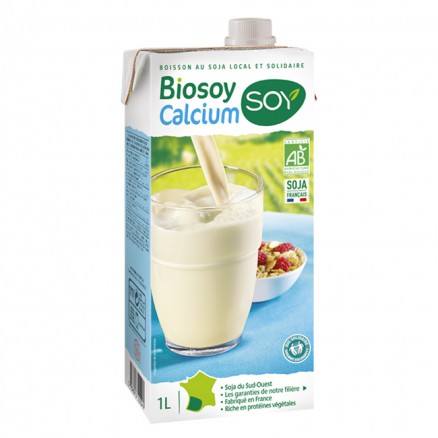 BOISSON AU SOJA LOCAL ET SOLIDAIRE
Biosoy
Calcium
SOY
AB
SOJA
FRANÇAIS
• Soja du Sud-Ouest
• Les garanties de notre filière
• Fabriqué en France
• Riche en protéines végétales
1L